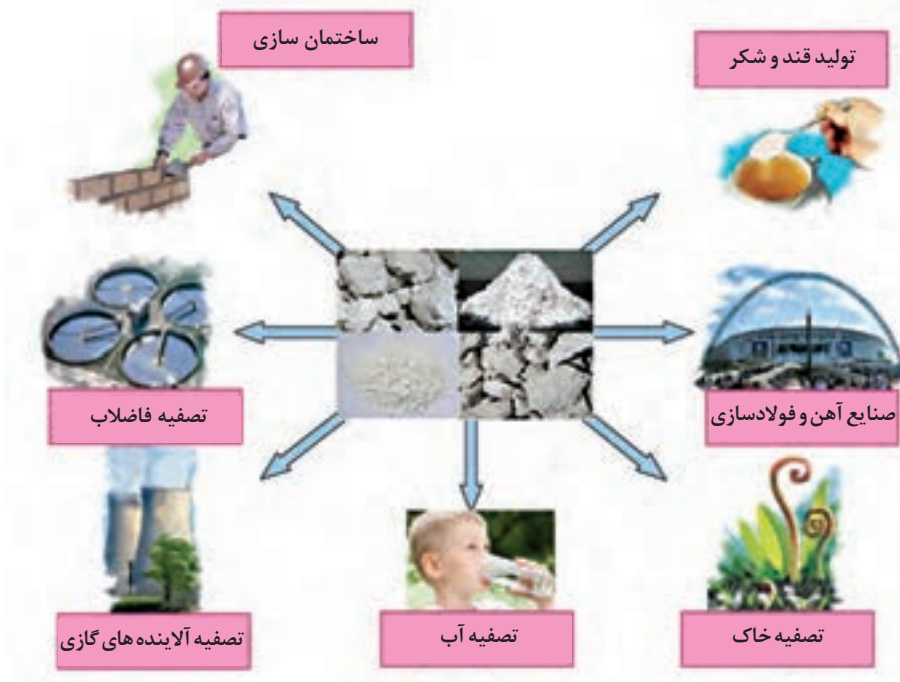 ساختمان سازی
تولید قند و شکر
تصفیه فاضلاب
صنایع آهن و فولادسازی
تصفیه آلاینده های گازی
تصفیه آب
تصفیه خاک